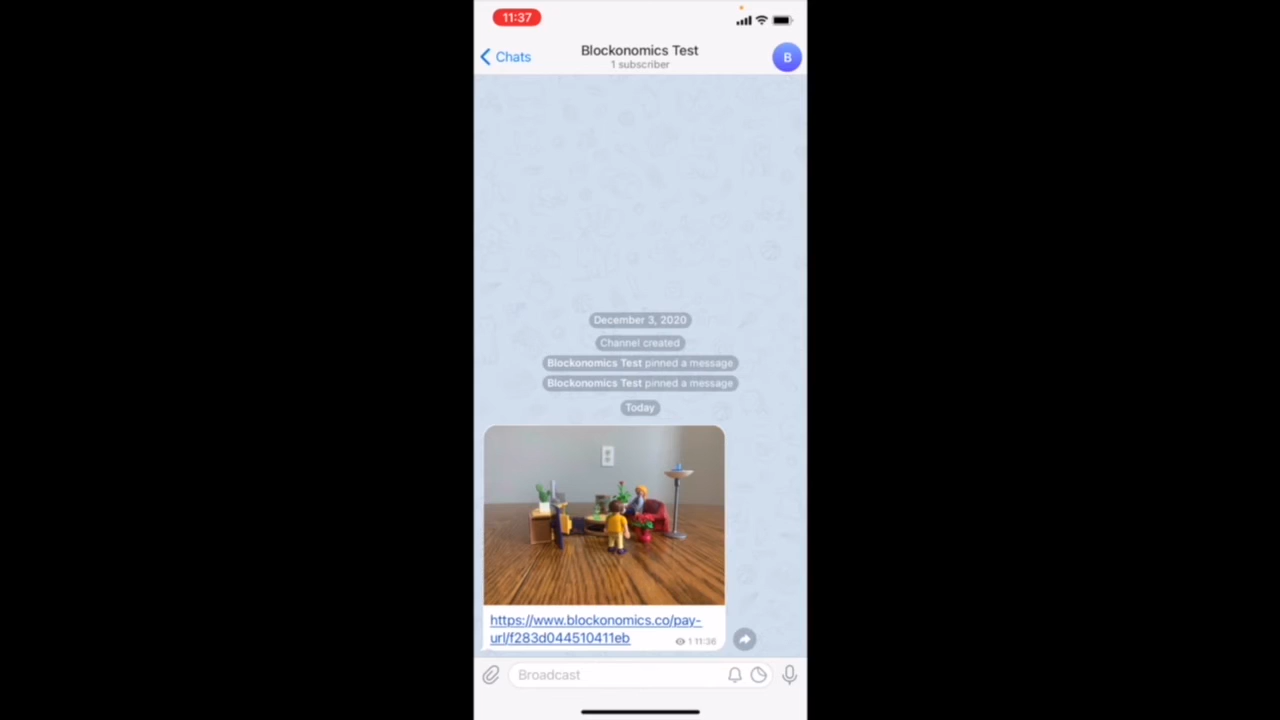 11:37
Chats
Blockonomics Test
1 subscriber
B
December 3, 2020
Channel created
Blockonomics Test pinned a message
Blockonomics Test pinned a message
Today
https://www.blockonomics.co/pay-
url/f283d044510411eb
1 11:36
Broadcast